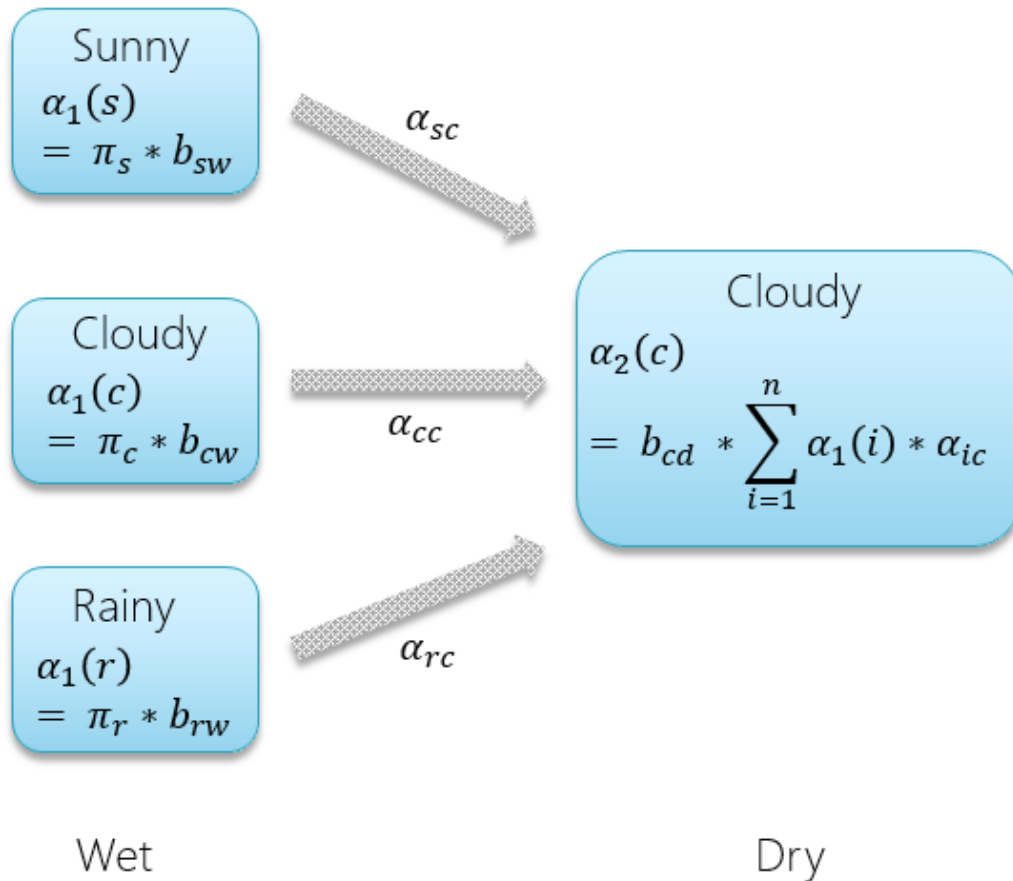 Sunny
α₁(s)
= π_s * b_sw
α_sc
Cloudy
α₁(c)
= π_c * b_cw
α_cc
Rainy
α₁(r)
= π_r * b_rw
α_rc
Cloudy
α₂(c)
= b_cd * ∑_{i=1}^{n} α₁(i) * α_ic
Wet
Dry